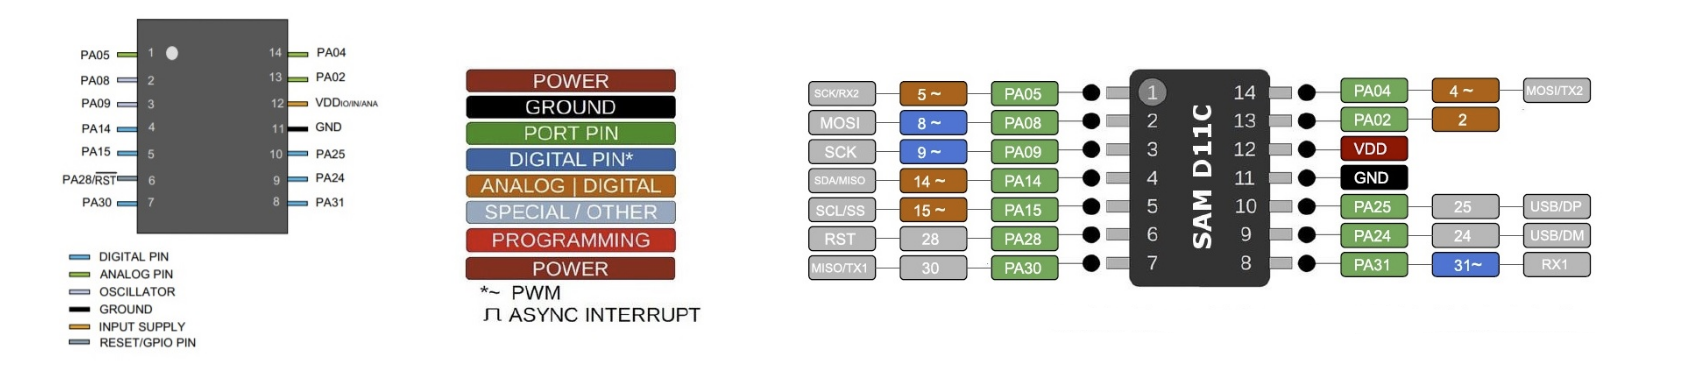 PA05 1 14 PA04
PA08 2 13 PA02
PA09 3 12 VDDIO/IN/ANA
PA14 4 11 GND
PA15 5 10 PA25
PA28/RST 6 9 PA24
PA30 7 8 PA31
DIGITAL PIN
ANALOG PIN
OSCILLATOR
GROUND
INPUT SUPPLY
RESET/GPIO PIN
POWER
GROUND
PORT PIN
DIGITAL PIN*
ANALOG | DIGITAL
SPECIAL / OTHER
PROGRAMMING
POWER
*~ PWM
ASYNC INTERRUPT
SCK/RX2 5 ~ PA05 1 14 PA04 4 ~ MOSI/TX2
MOSI 8 ~ PA08 2 13 PA02 2
SCK 9 ~ PA09 3 12 VDD
SDA/MISO 14 ~ PA14 4 11 GND
SCL/SS 15 ~ PA15 5 10 PA25 25 USB/DP
RST 28 PA28 6 9 PA24 24 USB/DM
MISO/TX1 30 PA30 7 8 PA31 31~ RX1
SAM D11C